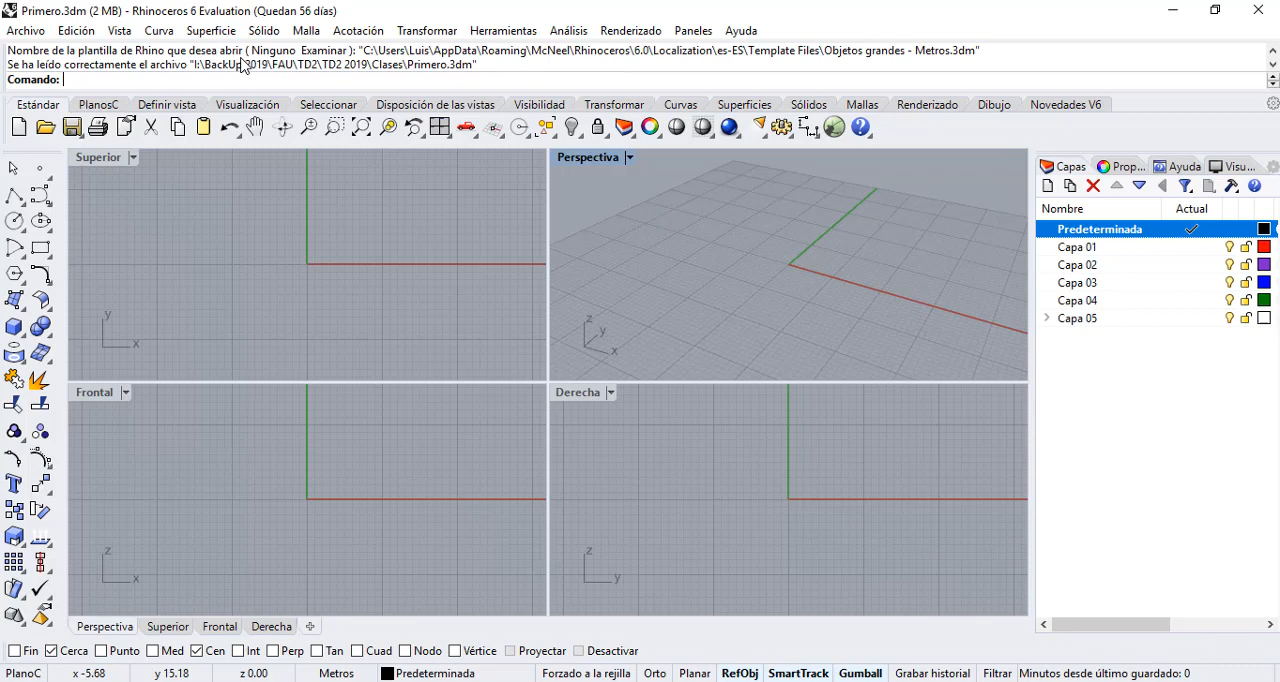 Primero.3dm (2 MB) - Rhinoceros 6 Evaluation (Quedan 56 días)
Archivo Edición Vista Curva Superficie Sólido Malla Acotación Transformar Herramientas Análisis Renderizado Paneles Ayuda
Nombre de la plantilla de Rhino que desea abrir ( Ninguno Examinar ): "C:\Users\Luis\AppData\Roaming\McNeel\Rhinoceros\6.0\Localization\es-ES\Template Files\Objetos grandes - Metros.3dm"
Se ha leído correctamente el archivo "I:\BackUp 2019\FAU\TD2\TD2 2019\Clases\Primero.3dm"
Comando:
Estándar PlanosC Definir vista Visualización Seleccionar Disposición de las vistas Visibilidad Transformar Curvas Superficies Sólidos Mallas Renderizado Dibujo Novedades V6
Superior
Perspectiva
Capas Prop... Ayuda Visu...
Nombre Actual
Predeterminada
Capa 01
Capa 02
Capa 03
Capa 04
Capa 05
y
x
z
y
x
Frontal
Derecha
z
x
z
y
Perspectiva Superior Frontal Derecha
Fin Cerca Punto Med Cen Int Perp Tan Cuad Nodo Vértice Proyectar Desactivar
PlanoC x -5.68 y 15.18 z 0.00 Metros Predeterminada Forzado a la rejilla Orto Planar RefObj SmartTrack Gumball Grabar historial Filtrar Minutos desde último guardado: 0